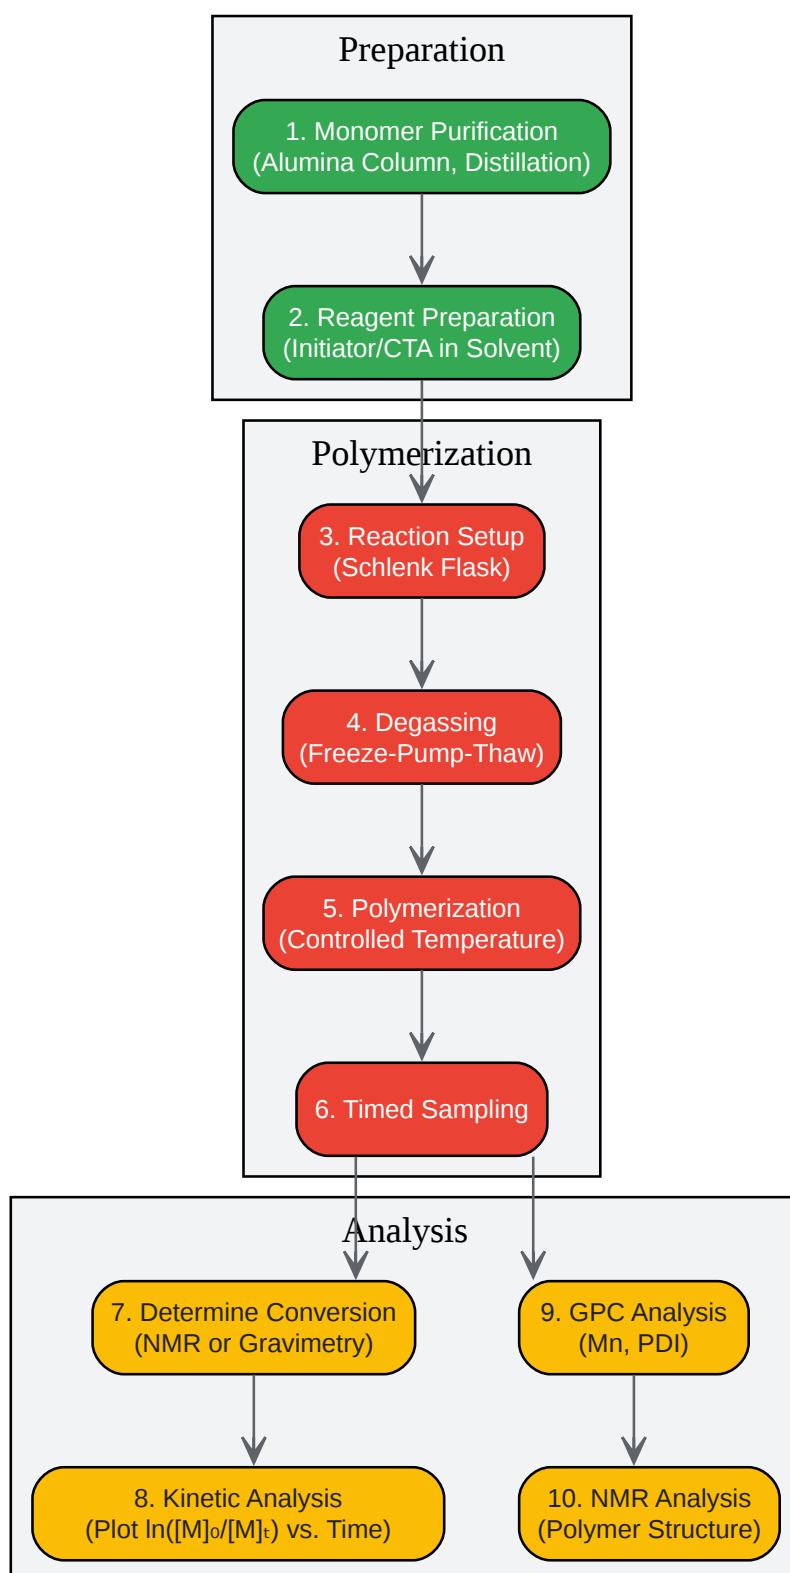 Preparation
1. Monomer Purification
(Alumina Column, Distillation)
2. Reagent Preparation
(Initiator/CTA in Solvent)
Polymerization
3. Reaction Setup
(Schlenk Flask)
4. Degassing
(Freeze-Pump-Thaw)
5. Polymerization
(Controlled Temperature)
6. Timed Sampling
Analysis
7. Determine Conversion
(NMR or Gravimetry)
9. GPC Analysis
(Mn, PDI)
8. Kinetic Analysis
(Plot ln([M]₀/[M]ₜ) vs. Time)
10. NMR Analysis
(Polymer Structure)